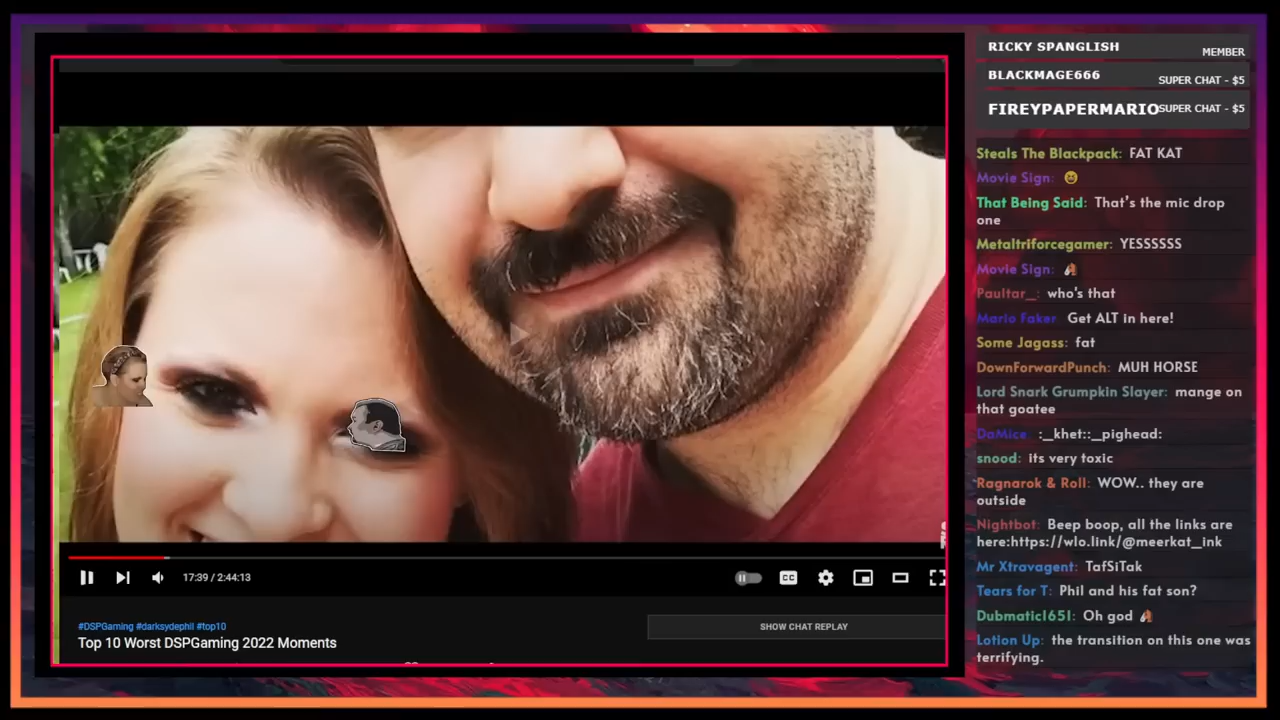 RICKY SPANGLISH
MEMBER
BLACKMAGE666
SUPER CHAT - $5
FIREYPAPERMARIO
SUPER CHAT - $5
Steals The Blackpack: FAT KAT
Movie Sign:
That Being Said: That's the mic drop
one
Metaltriforcegamer: YESSSSSS
Movie Sign:
Paultar_: who's that
Mario Faker: Get ALT in here!
Some Jagass: fat
DownForwardPunch: MUH HORSE
Lord Snark Grumpkin Slayer: mange on
that goatee
DaMice :__khet::__pighead:
snood: its very toxic
Ragnarok & Roll: WOW.. they are
outside
Nightbot: Beep boop, all the links are
here:https://wlo.link/@meerkat_ink
Mr Xtravagent: TafSiTak
Tears for T: Phil and his fat son?
Dubmatic1651: Oh god
Lotion Up: the transition on this one was
terrifying.
17:39 / 2:44:13
CC
#DSPGaming #darksydephil #top10
Top 10 Worst DSPGaming 2022 Moments
SHOW CHAT REPLAY